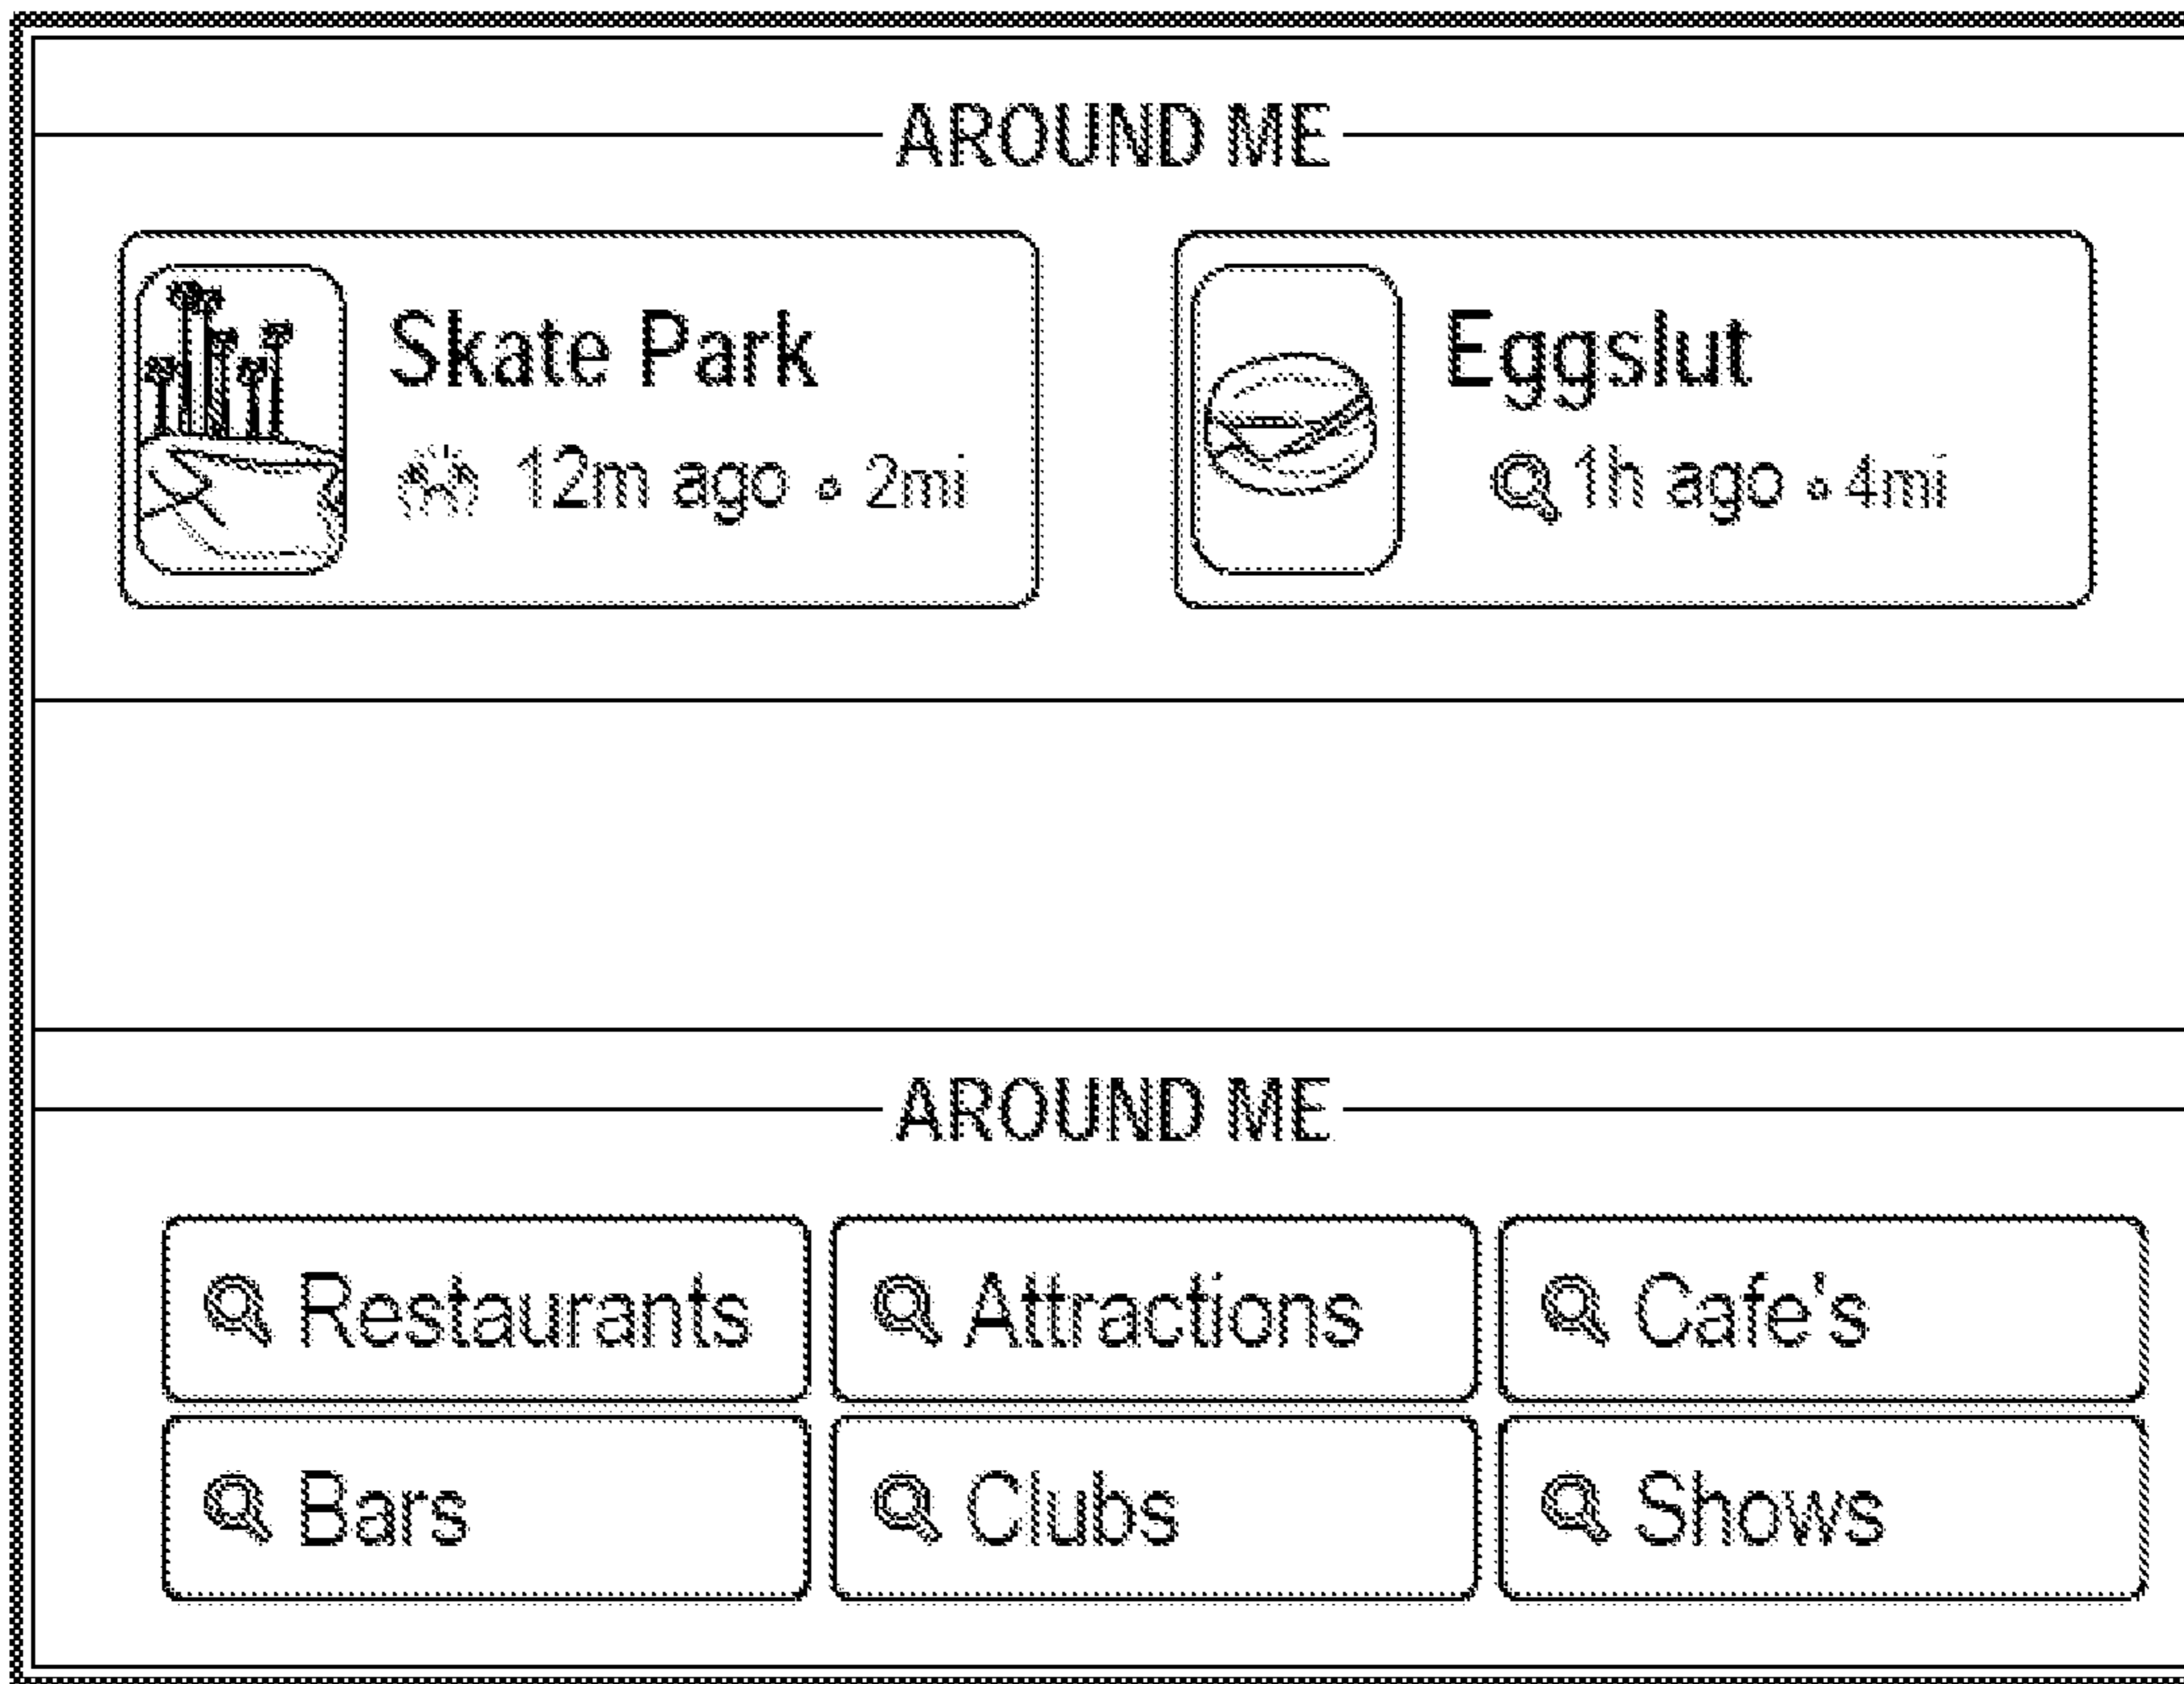 AROUND ME
Skate Park
12m ago • 2mi
Eggslut
1h ago • 4mi
AROUND ME
Restaurants
Attractions
Cafe's
Bars
Clubs
Shows